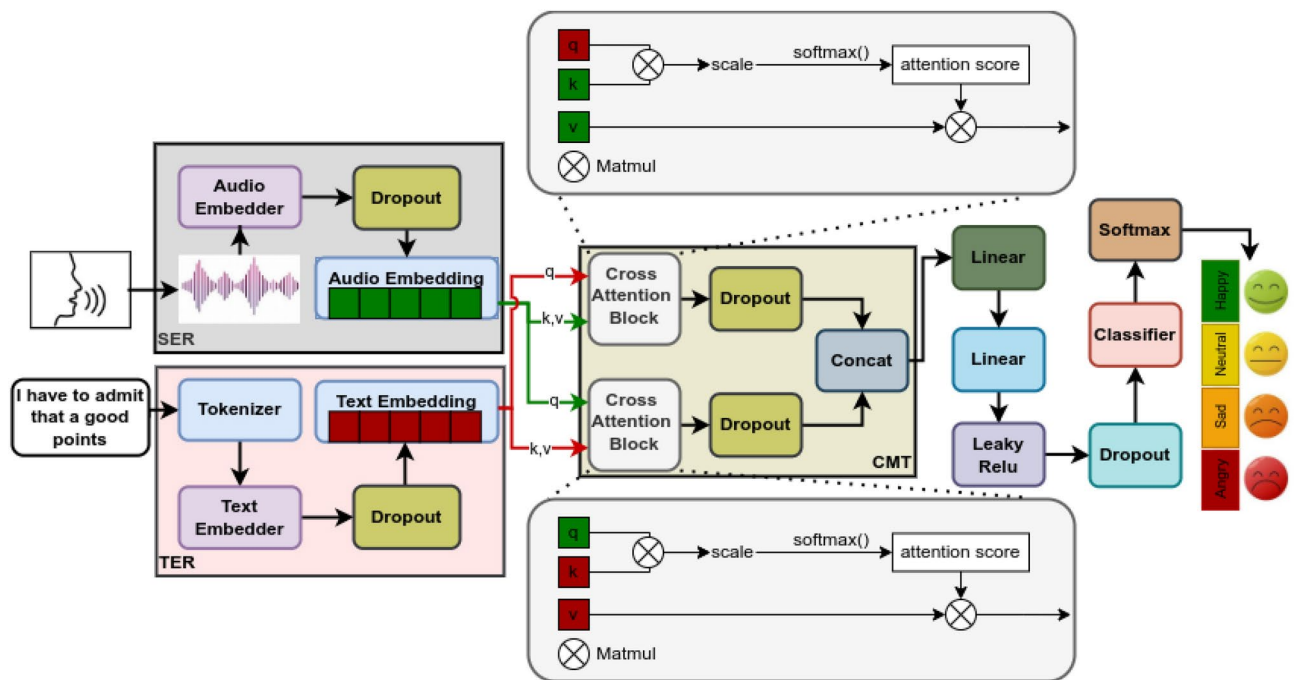 q
k
v
scale
softmax()
attention score
Matmul
Audio
Embedder
Dropout
Audio Embedding
SER
I have to admit
that a good
points
Tokenizer
Text Embedding
Text
Embedder
Dropout
TER
q
k,v
q
k,v
Cross
Attention
Block
Dropout
Cross
Attention
Block
Dropout
Concat
CMT
Linear
Linear
Leaky
Relu
Dropout
Classifier
Softmax
Happy
Neutral
Sad
Angry
q
k
v
scale
softmax()
attention score
Matmul